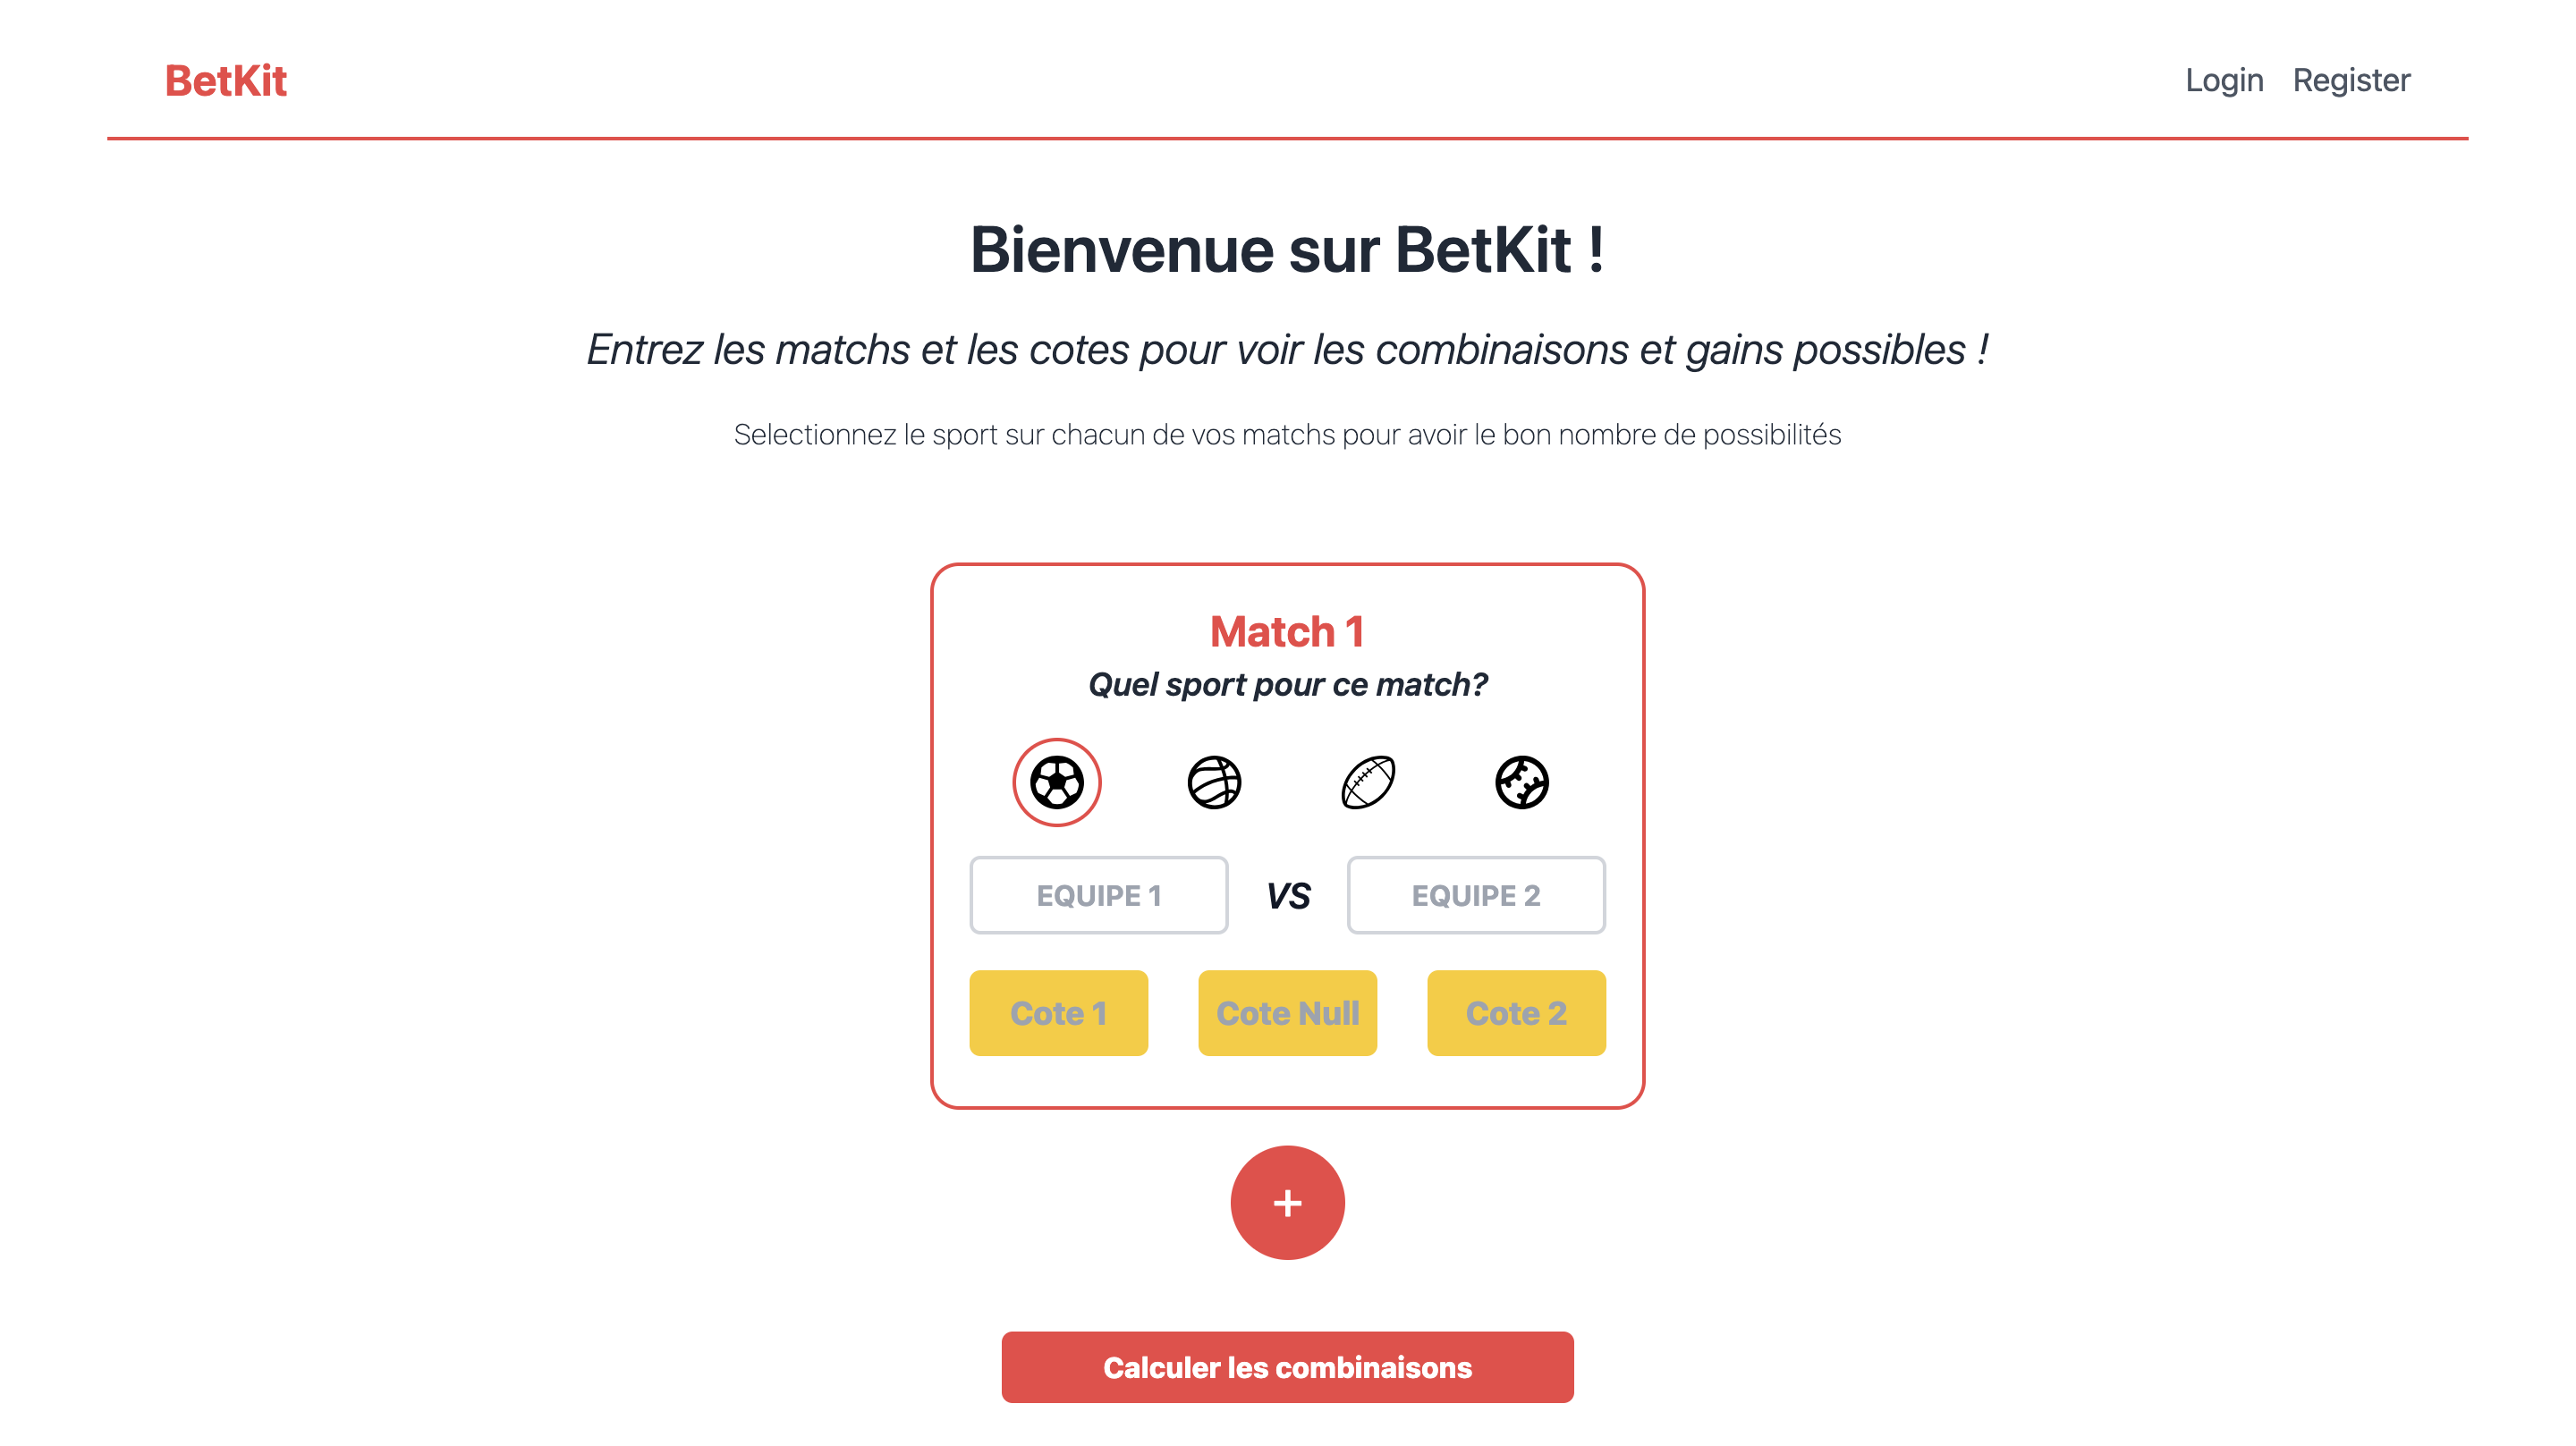 BetKit
Login Register
Bienvenue sur BetKit !
Entrez les matchs et les cotes pour voir les combinaisons et gains possibles !
Selectionnez le sport sur chacun de vos matchs pour avoir le bon nombre de possibilités
Match 1
Quel sport pour ce match?
EQUIPE 1 VS EQUIPE 2
Cote 1 Cote Null Cote 2
+
Calculer les combinaisons